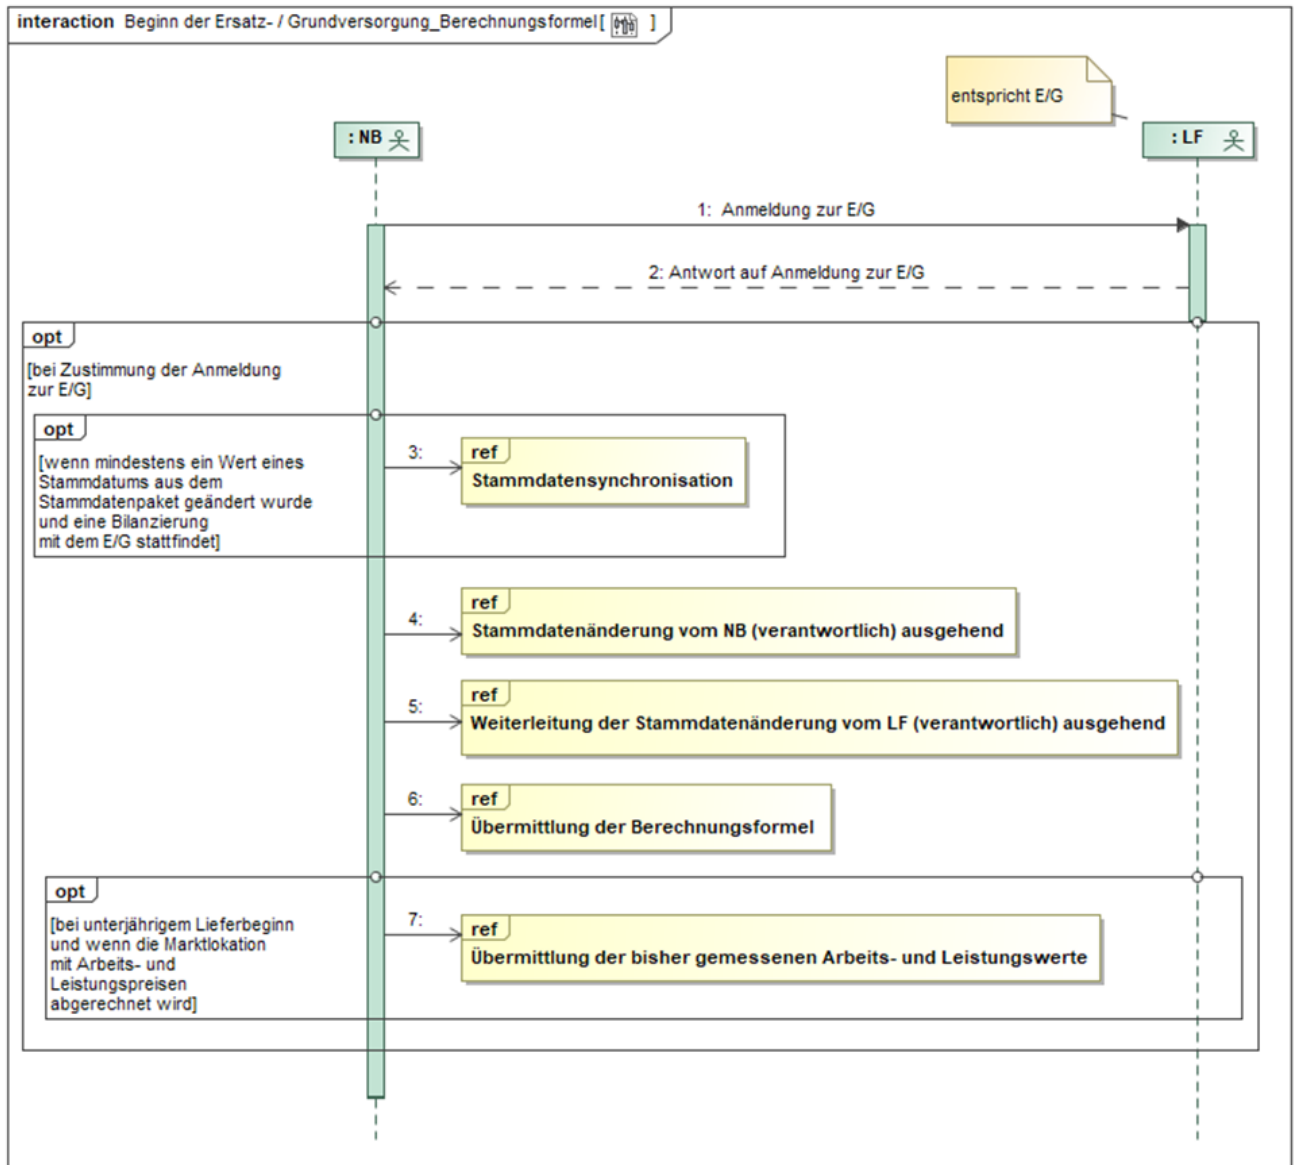 interaction Beginn der Ersatz- / Grundversorgung_Berechnungsformel[ ]
entspricht E/G
: NB
: LF
1: Anmeldung zur E/G
2: Antwort auf Anmeldung zur E/G
opt
[bei Zustimmung der Anmeldung
zur E/G]
opt
[wenn mindestens ein Wert eines
Stammdatums aus dem
Stammdatenpaket geändert wurde
und eine Bilanzierung
mit dem E/G stattfindet]
3:
ref
Stammdatensynchronisation
4:
ref
Stammdatenänderung vom NB (verantwortlich) ausgehend
5:
ref
Weiterleitung der Stammdatenänderung vom LF (verantwortlich) ausgehend
6:
ref
Übermittlung der Berechnungsformel
opt
[bei unterjährigem Lieferbeginn
und wenn die Marktlokation
mit Arbeits- und
Leistungspreisen
abgerechnet wird]
7:
ref
Übermittlung der bisher gemessenen Arbeits- und Leistungswerte